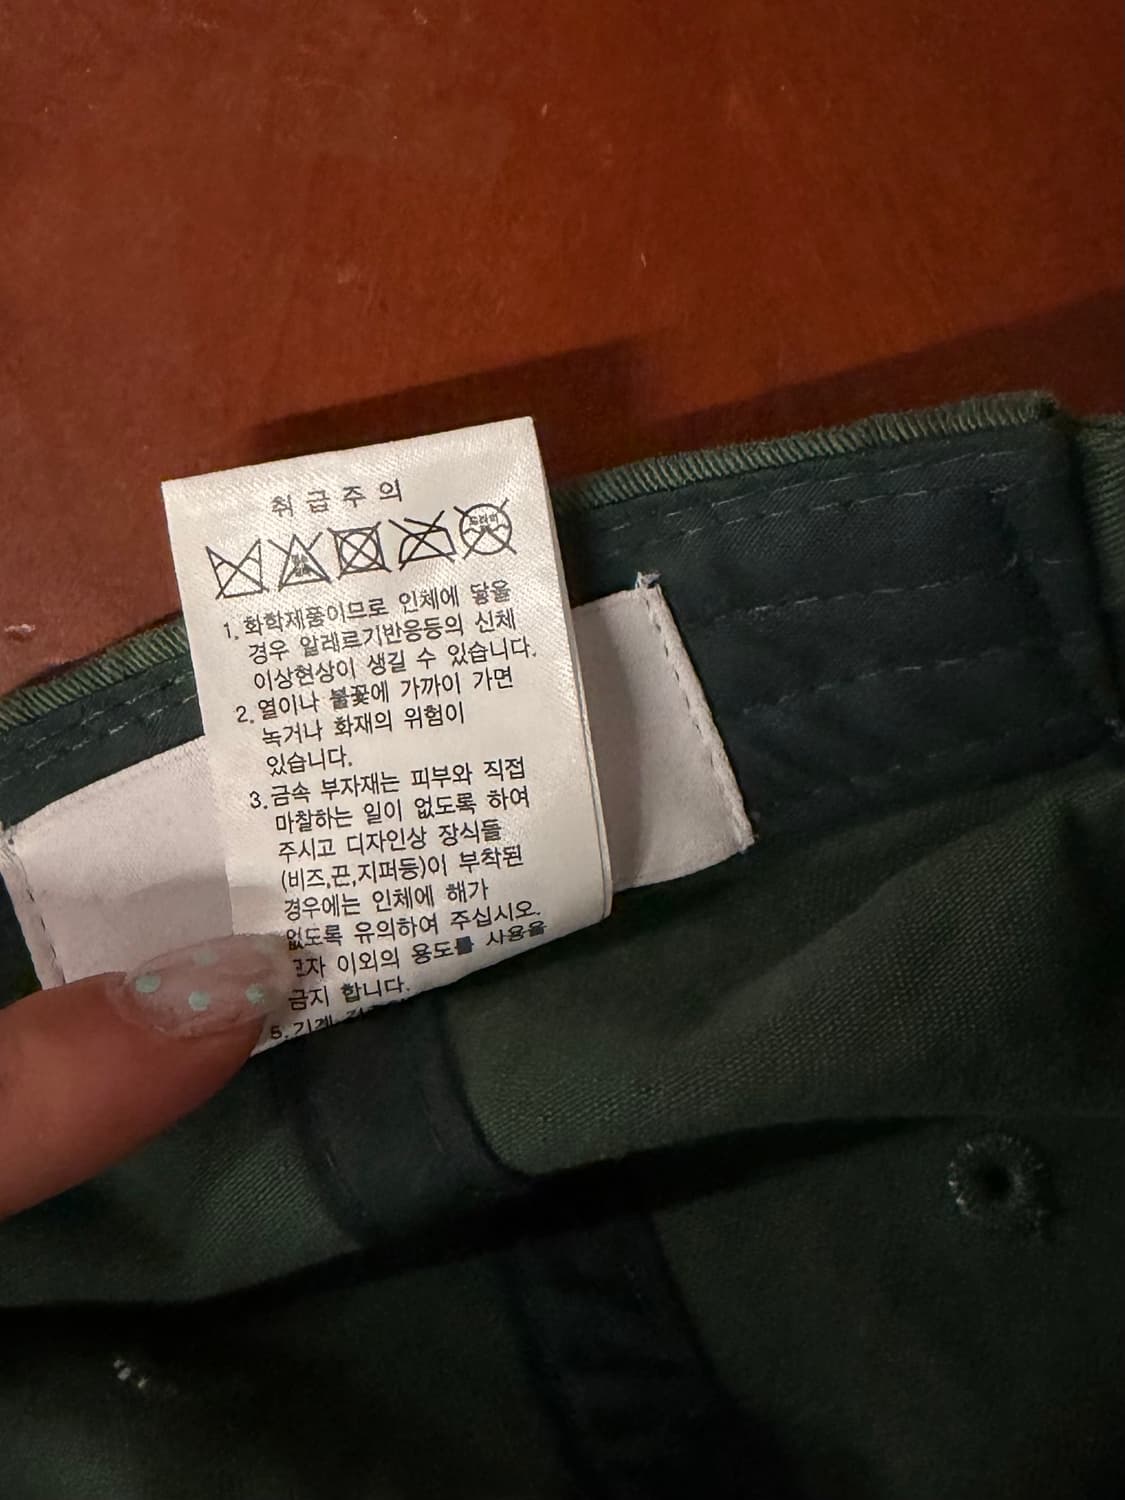 취급주의
1. 화학제품이므로 인체에 닿을
경우 알레르기반응등의 신체
이상현상이 생길 수 있습니다.
2. 열이나 불꽃에 가까이 가면
녹거나 화재의 위험이
있습니다.
3. 금속 부자재는 피부와 직접
마찰하는 일이 없도록 하여
주시고 디자인상 장식들
(비즈,끈,지퍼등)이 부착된
경우에는 인체에 해가
없도록 유의하여 주십시오.
이외의 용도를 사용을
금지 합니다.
5. 기계